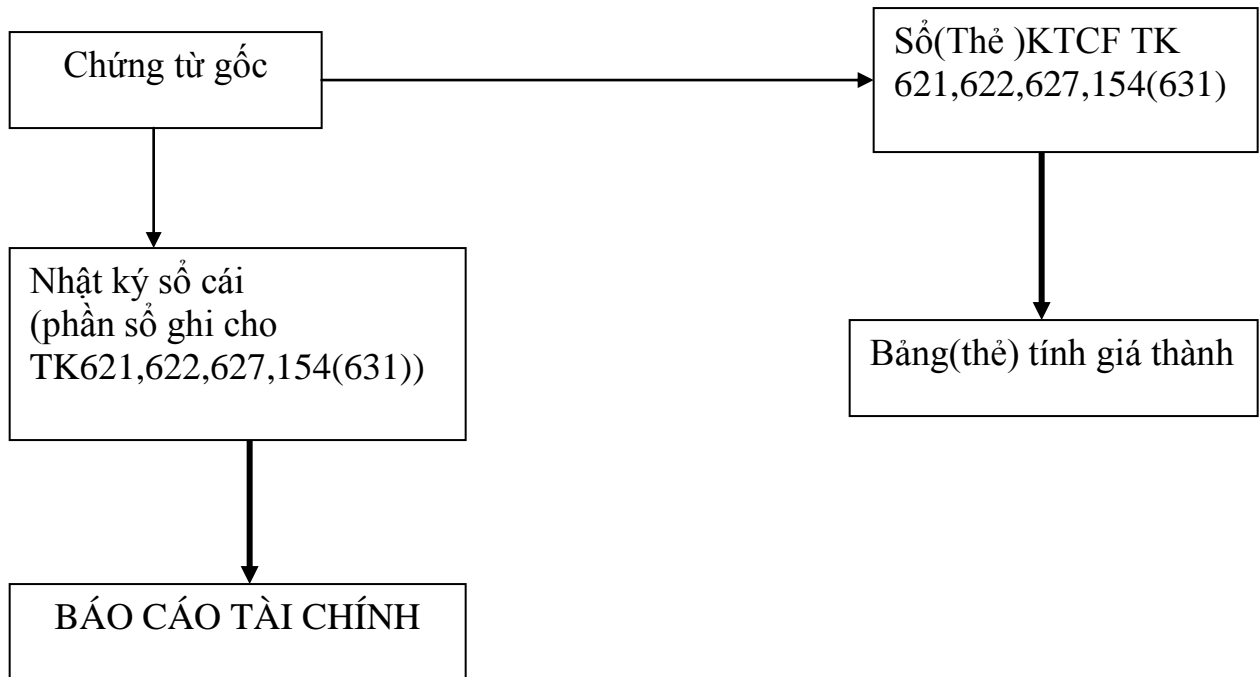 Chứng từ gốc
Sổ(Thẻ )KTCF TK
621,622,627,154(631)
Nhật ký sổ cái
(phần sổ ghi cho
TK621,622,627,154(631))
Bảng(thẻ) tính giá thành
BÁO CÁO TÀI CHÍNH